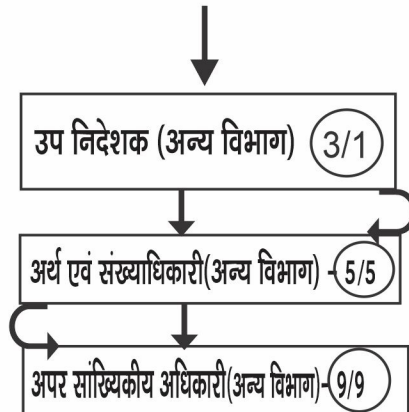 उप निदेशक (अन्य विभाग) 3/1
अर्थ एवं संख्याधिकारी(अन्य विभाग) - 5/5
अपर सांख्यिकीय अधिकारी(अन्य विभाग)- 9/9